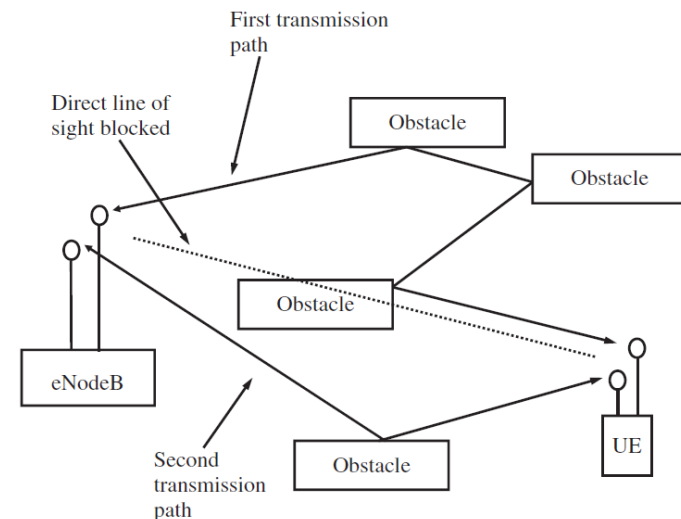 First transmission
path
Direct line of
sight blocked
Obstacle
Obstacle
Obstacle
eNodeB
UE
Obstacle
Second
transmission
path